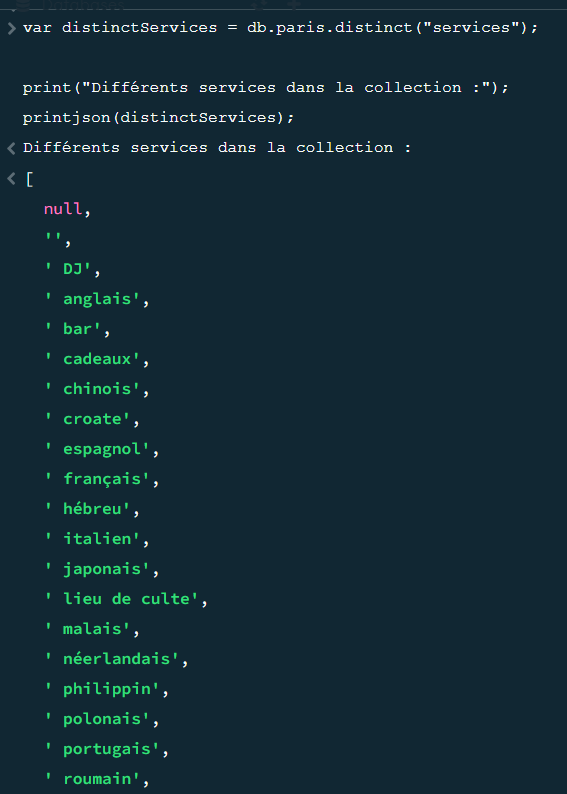 var distinctServices = db.paris.distinct("services");
print("Différents services dans la collection :");
printjson(distinctServices);
Différents services dans la collection :
[
null,
'',
' DJ',
' anglais',
' bar',
' cadeaux',
' chinois',
' croate',
' espagnol',
' français',
' hébreu',
' italien',
' japonais',
' lieu de culte',
' malais',
' néerlandais',
' philippin',
' polonais',
' portugais',
' roumain',